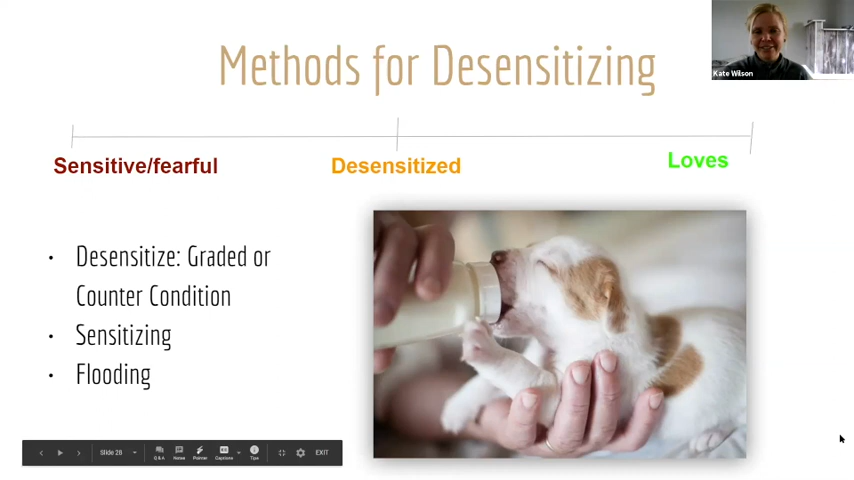 Methods for Desensitizing
Kate Wilson
Sensitive/fearful
Desensitized
Loves
• Desensitize: Graded or
Counter Condition
• Sensitizing
• Flooding
Slide 28
Q&A
Notes
Pointer
Captions
Tips
EXIT